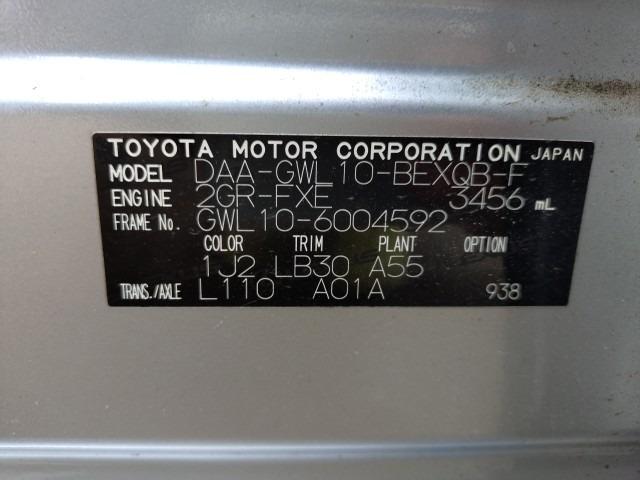 TOYOTA MOTOR CORPORATION JAPAN
MODEL DAA-GWL10-BEXQB-F
ENGINE 2GR-FXE 3456 mL
FRAME No. GWL10-6004592
COLOR TRIM PLANT OPTION
1J2 LB30 A55
TRANS./AXLE L110 A01A 938